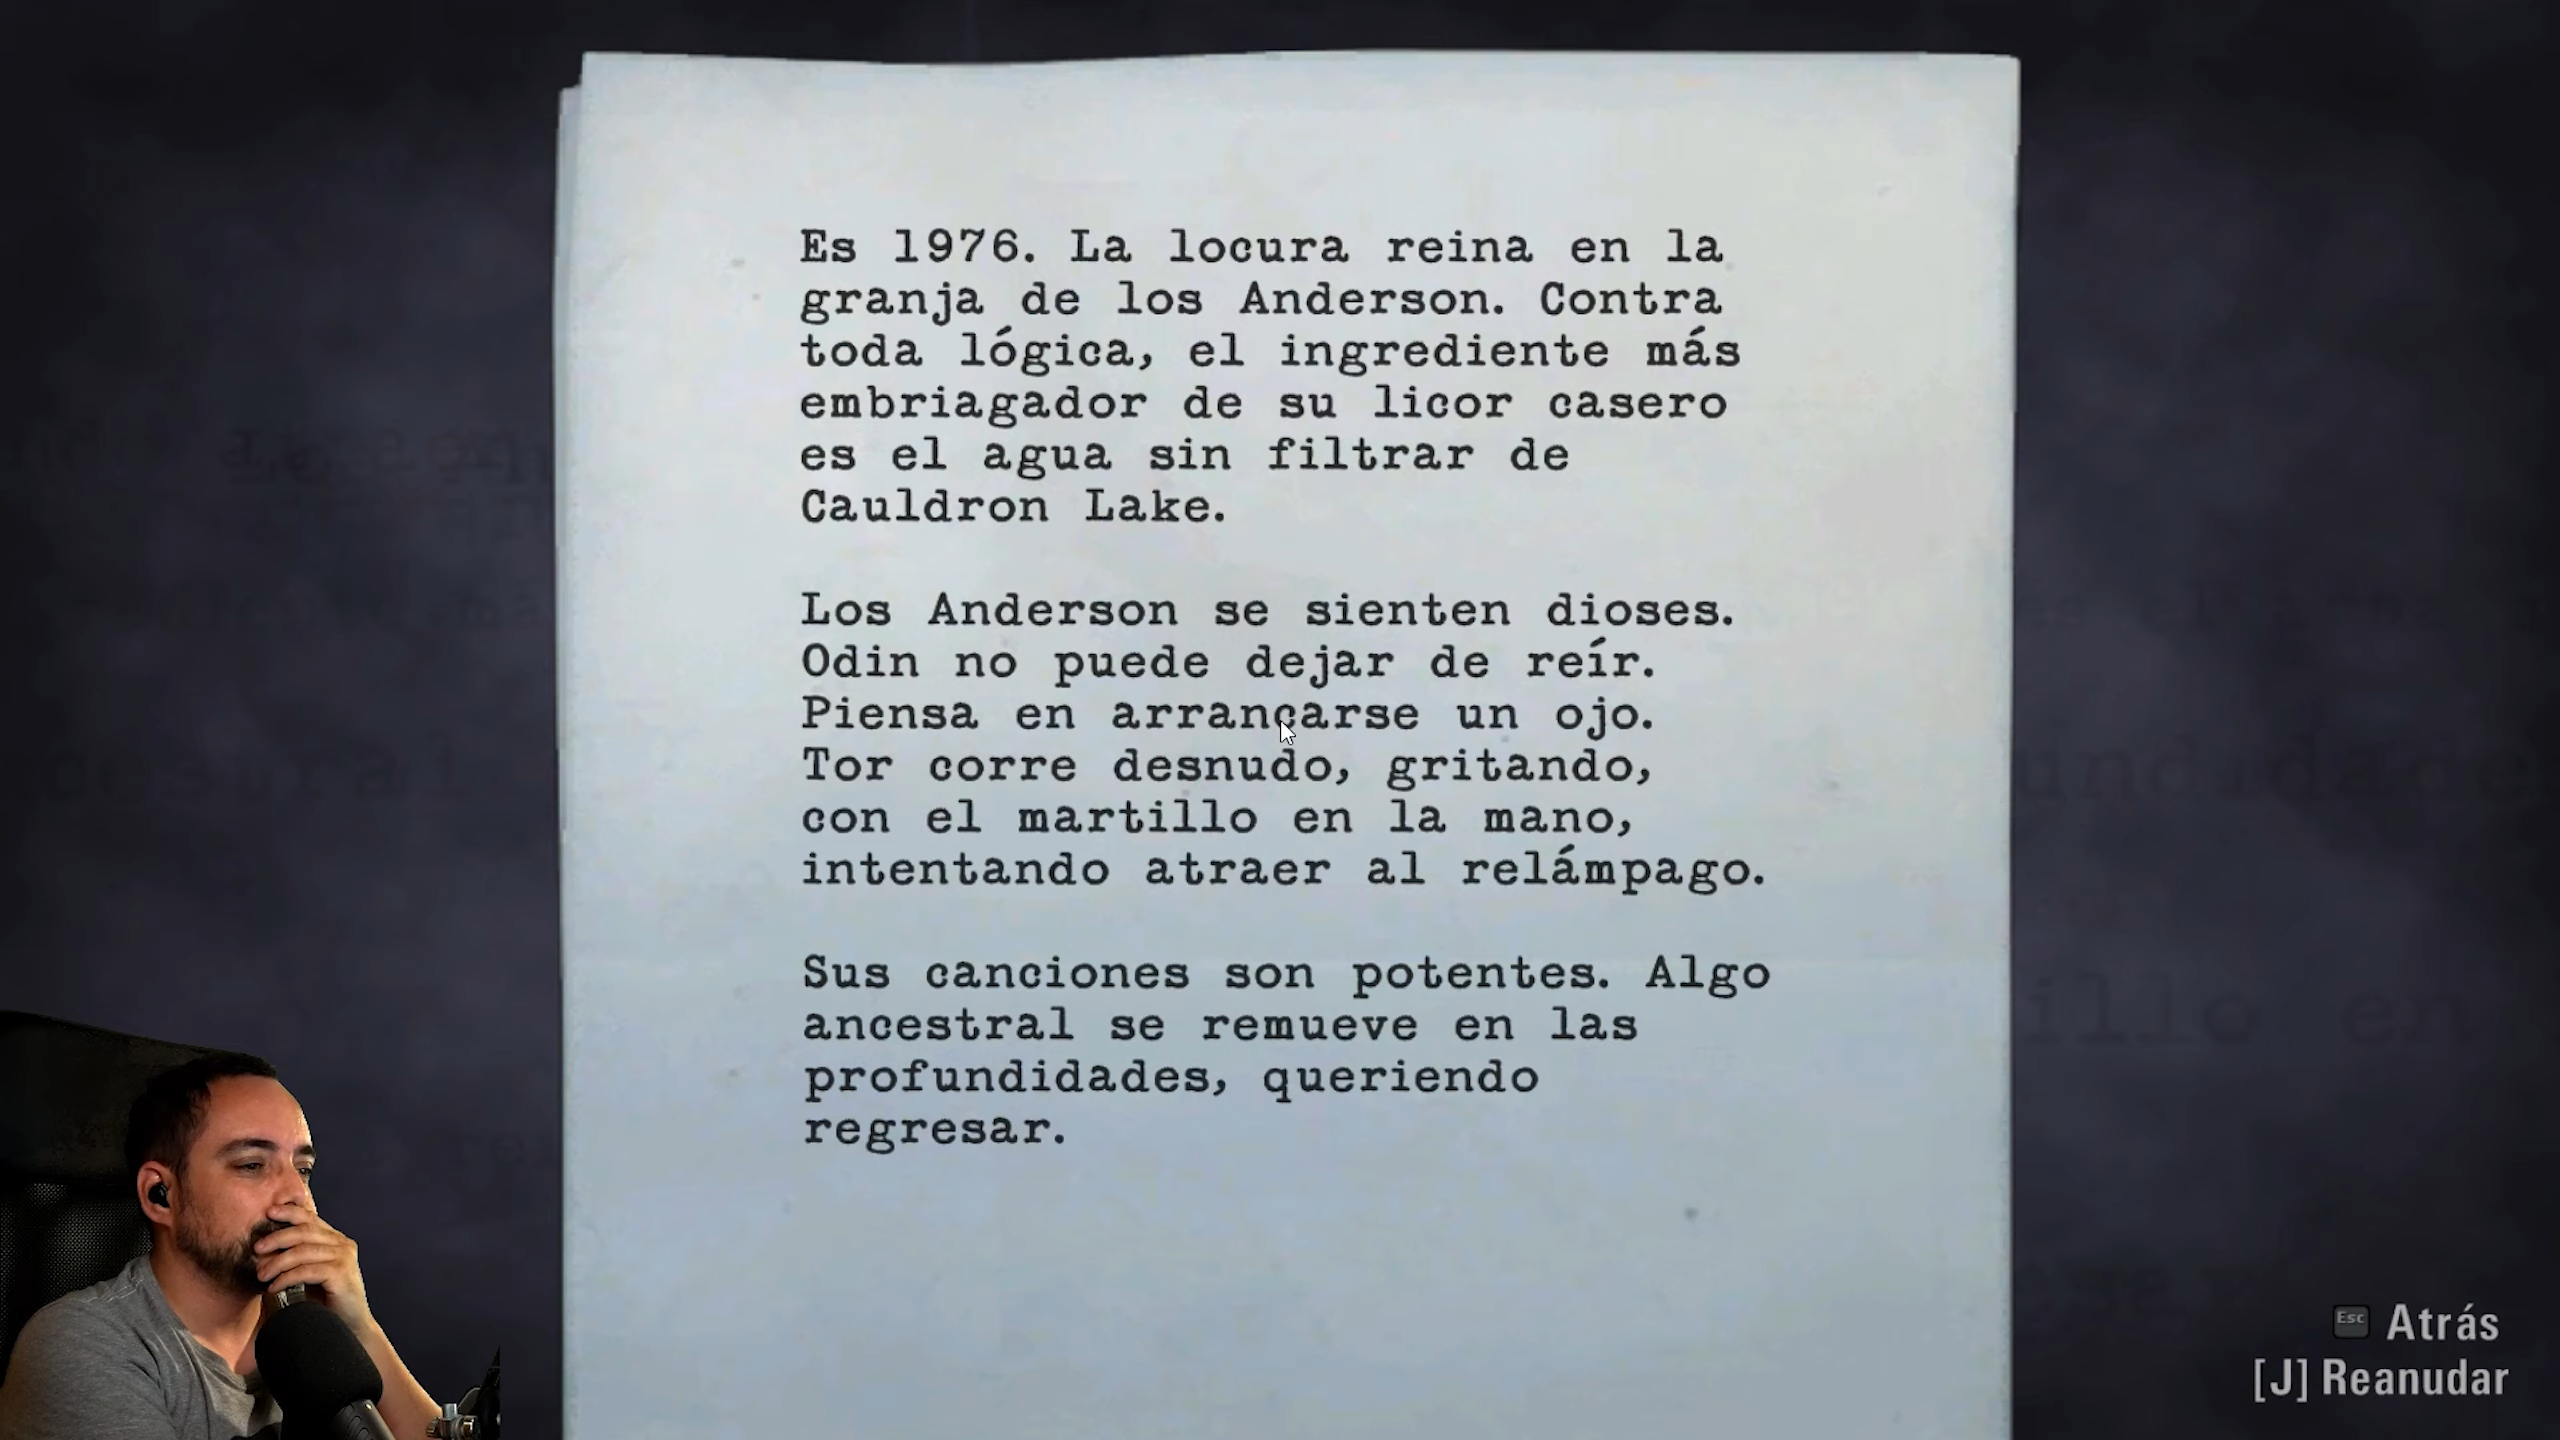 Es 1976. La locura reina en la
granja de los Anderson. Contra
toda lógica, el ingrediente más
embriagador de su licor casero
es el agua sin filtrar de
Cauldron Lake.
Los Anderson se sienten dioses.
Odin no puede dejar de reír.
Piensa en arrancarse un ojo.
Tor corre desnudo, gritando,
con el martillo en la mano,
intentando atraer al relámpago.
Sus canciones son potentes. Algo
ancestral se remueve en las
profundidades, queriendo
regresar.
Esc Atrás
[J] Reanudar